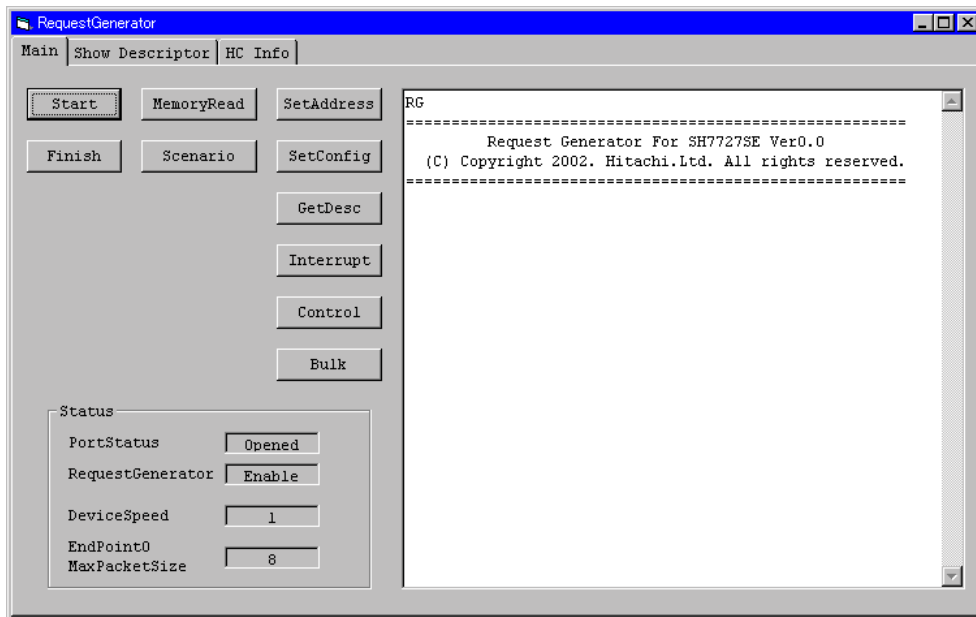 RequestGenerator
Main Show Descriptor HC Info
Start MemoryRead SetAddress
Finish Scenario SetConfig
GetDesc
Interrupt
Control
Bulk
RG
=======================================================
Request Generator For SH7727SE Ver0.0
(C) Copyright 2002. Hitachi.Ltd. All rights reserved.
=======================================================
Status
PortStatus Opened
RequestGenerator Enable
DeviceSpeed 1
EndPoint0
MaxPacketSize 8